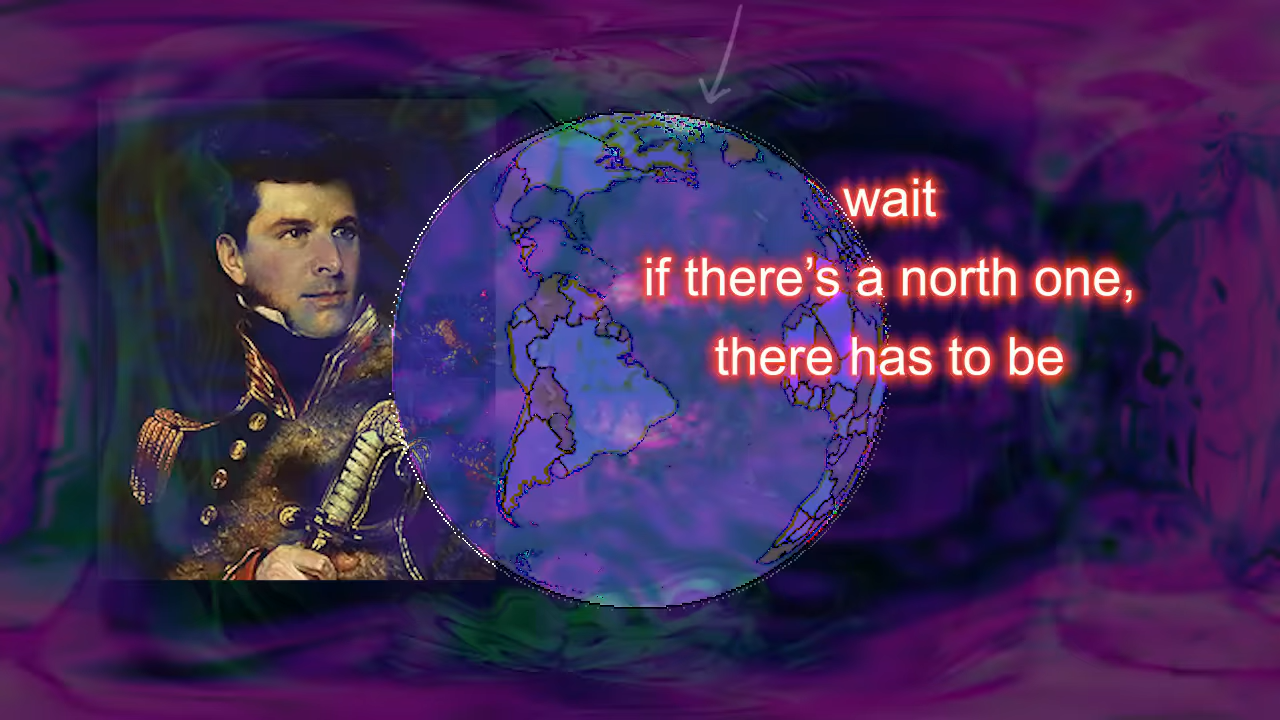 wait
if there’s a north one,
there has to be